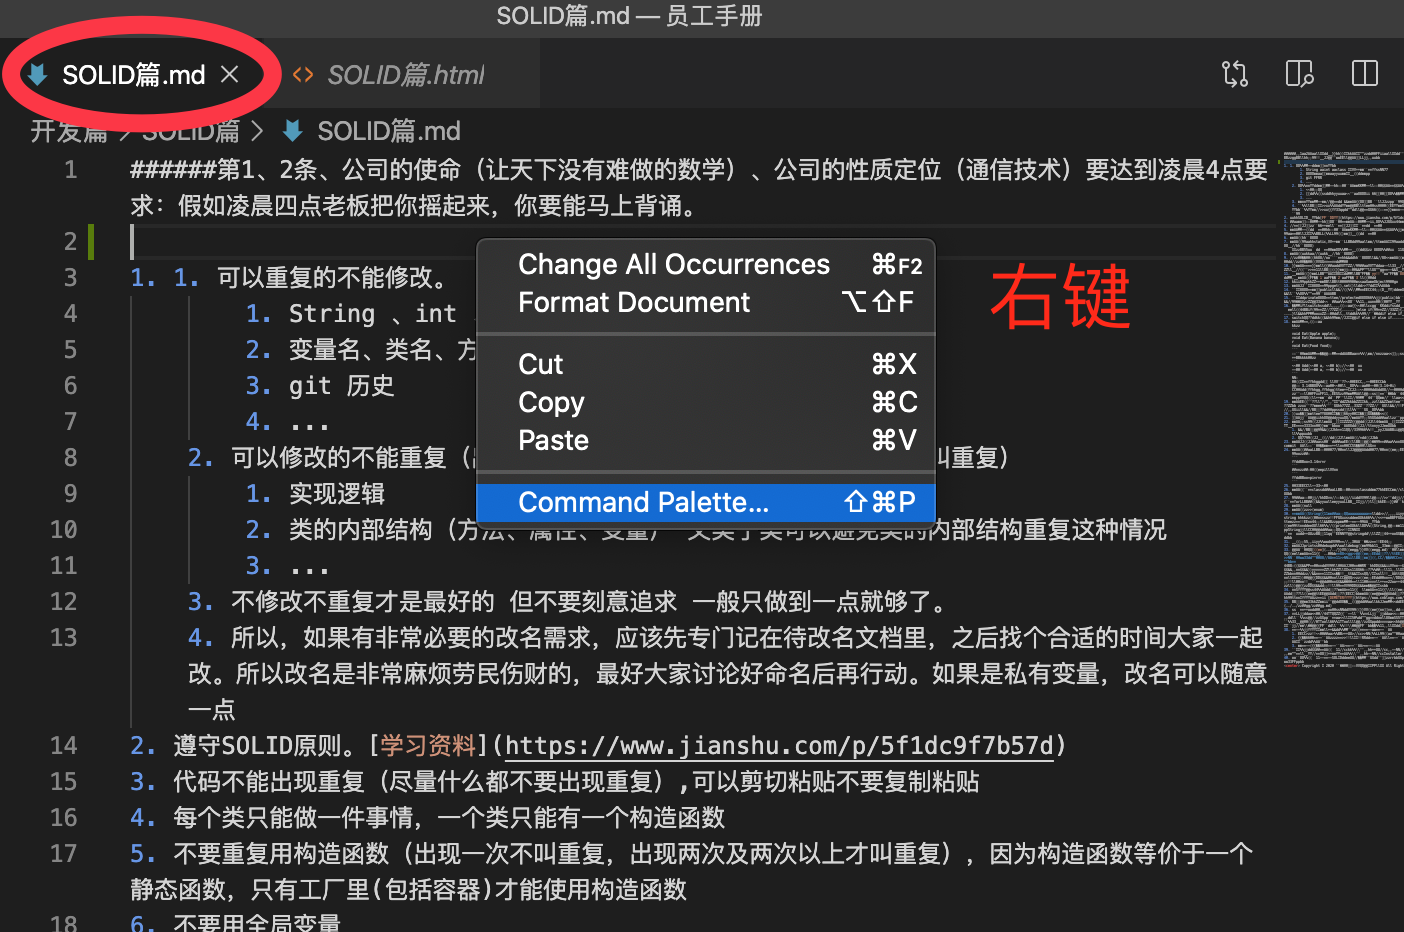 SOLID篇.md — 员工手册
SOLID篇.md
SOLID篇.html
开发篇 > SOLID篇 > SOLID篇.md
1 ######第1、2条、公司的使命（让天下没有难做的数学）、公司的性质定位（通信技术）要达到凌晨4点要
求：假如凌晨四点老板把你摇起来，你要能马上背诵。
2
3 1. 1. 可以重复的不能修改。
4 1. String 、int
5 2. 变量名、类名、方
6 3. git 历史
7 4. ...
8 2. 可以修改的不能重复（ 叫重复）
9 1. 实现逻辑
10 2. 类的内部结构（方法、属性、变量） 内部结构重复这种情况
11 3. ...
12 3. 不修改不重复才是最好的 但不要刻意追求 一般只做到一点就够了。
13 4. 所以，如果有非常必要的改名需求，应该先专门记在待改名文档里，之后找个合适的时间大家一起
改。所以改名是非常麻烦劳民伤财的，最好大家讨论好命名后再行动。如果是私有变量，改名可以随意
一点
14 2. 遵守SOLID原则。[学习资料](https://www.jianshu.com/p/5f1dc9f7b57d)
15 3. 代码不能出现重复（尽量什么都不要出现重复）,可以剪切粘贴不要复制粘贴
16 4. 每个类只能做一件事情，一个类只能有一个构造函数
17 5. 不要重复用构造函数（出现一次不叫重复，出现两次及两次以上才叫重复）, 因为构造函数等价于一个
静态函数，只有工厂里(包括容器)才能使用构造函数
18 6. 不要用全局变量
Change All Occurrences ⌘F2
Format Document ⌥⇧F
Cut ⌘X
Copy ⌘C
Paste ⌘V
Command Palette... ⇧⌘P
右键